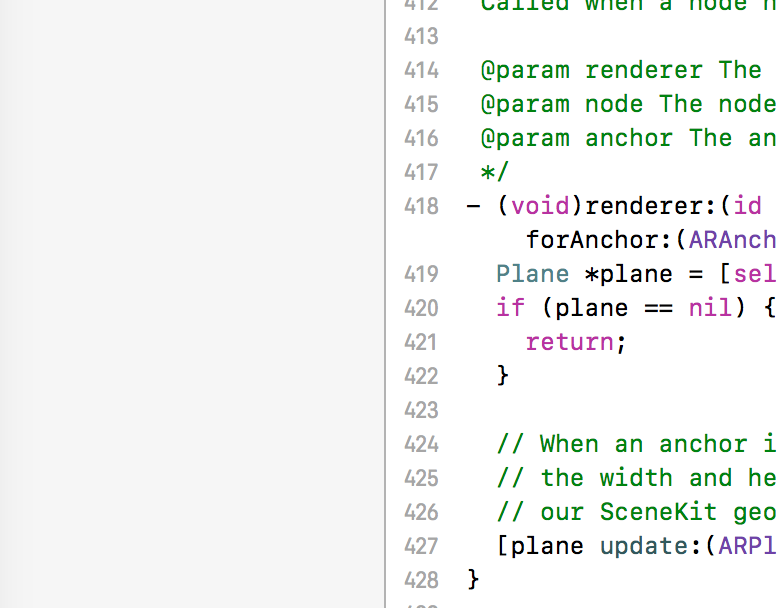 412 Called when a node h
413
414 @param renderer The
415 @param node The node
416 @param anchor The an
417 */
418 - (void)renderer:(id
forAnchor:(ARAnch
419 Plane *plane = [sel
420 if (plane == nil) {
421 return;
422 }
423
424 // When an anchor i
425 // the width and he
426 // our SceneKit geo
427 [plane update:(ARPl
428 }